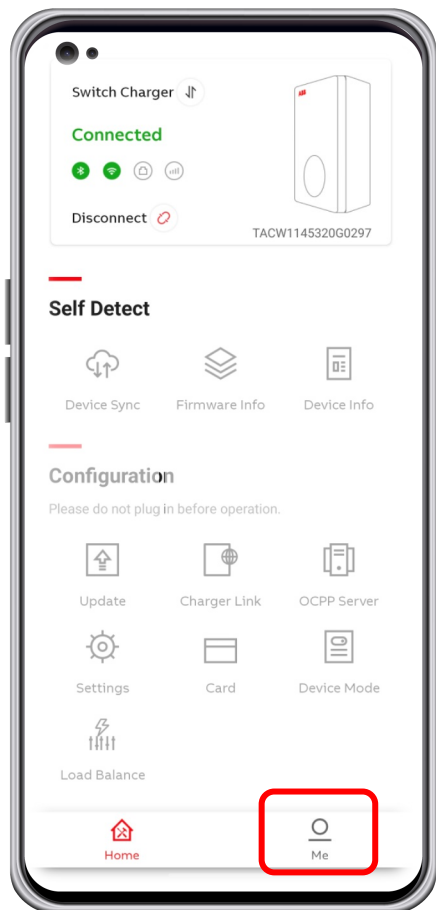 Switch Charger
Connected
Disconnect
TACW1145320G0297
Self Detect
Device Sync Firmware Info Device Info
Configuration
Please do not plug in before operation.
Update Charger Link OCPP Server
Settings Card Device Mode
Load Balance
Home Me